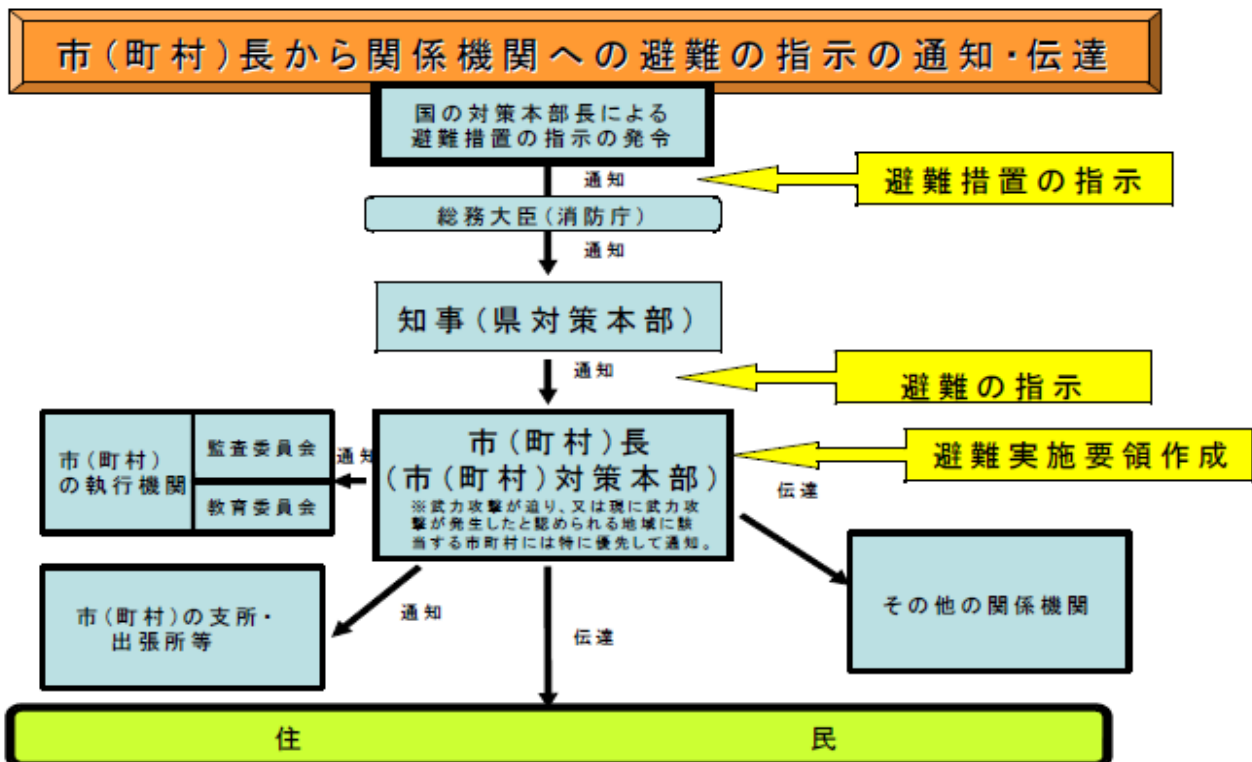 市(町村)長から関係機関への避難の指示の通知・伝達
国の対策本部長による
避難措置の指示の発令
通知
避難措置の指示
総務大臣(消防庁)
通知
知事(県対策本部)
通知
避難の指示
市(町村)
の執行機関
監査委員会
教育委員会
通知
市(町村)長
(市(町村)対策本部)
※武力攻撃が迫り、又は現に武力攻
撃が発生したと認められる地域に該
当する市町村には特に優先して通知。
避難実施要領作成
伝達
市(町村)の支所・
出張所等
通知
伝達
その他の関係機関
住民